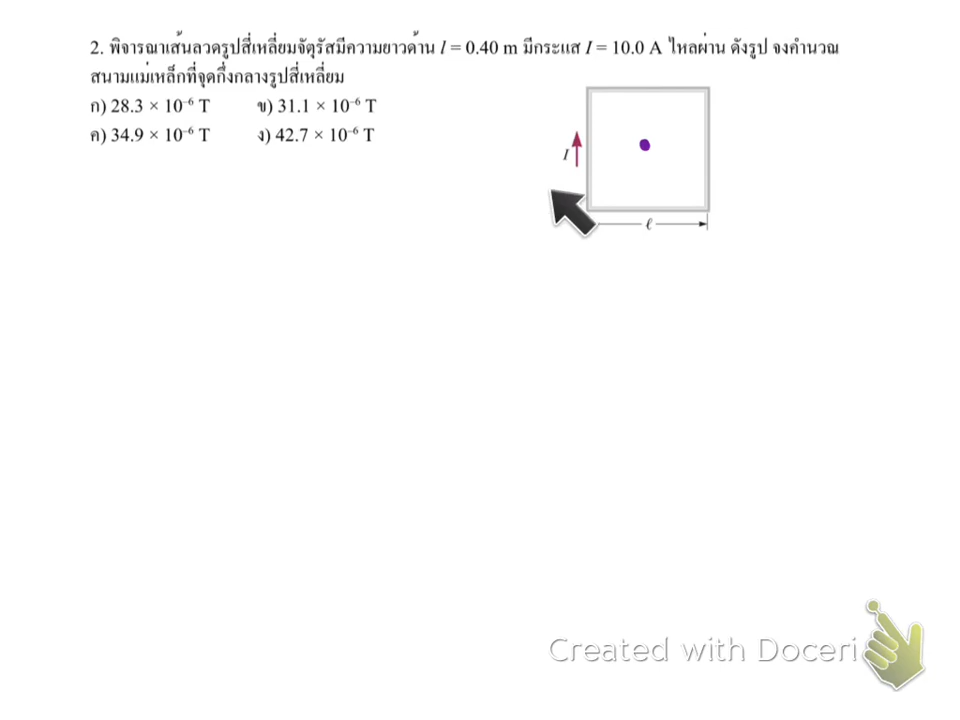 2. พิจารณาเส้นลวดรูปสี่เหลี่ยมจัตุรัสมีความยาวด้าน l = 0.40 m มีกระแส I = 10.0 A ไหลผ่าน ดังรูป จงคำนวณ
สนามแม่เหล็กที่จุดกึ่งกลางรูปสี่เหลี่ยม
ก) 28.3 × 10⁻⁶ T ข) 31.1 × 10⁻⁶ T
ค) 34.9 × 10⁻⁶ T ง) 42.7 × 10⁻⁶ T
I
ℓ
Created with Doceri